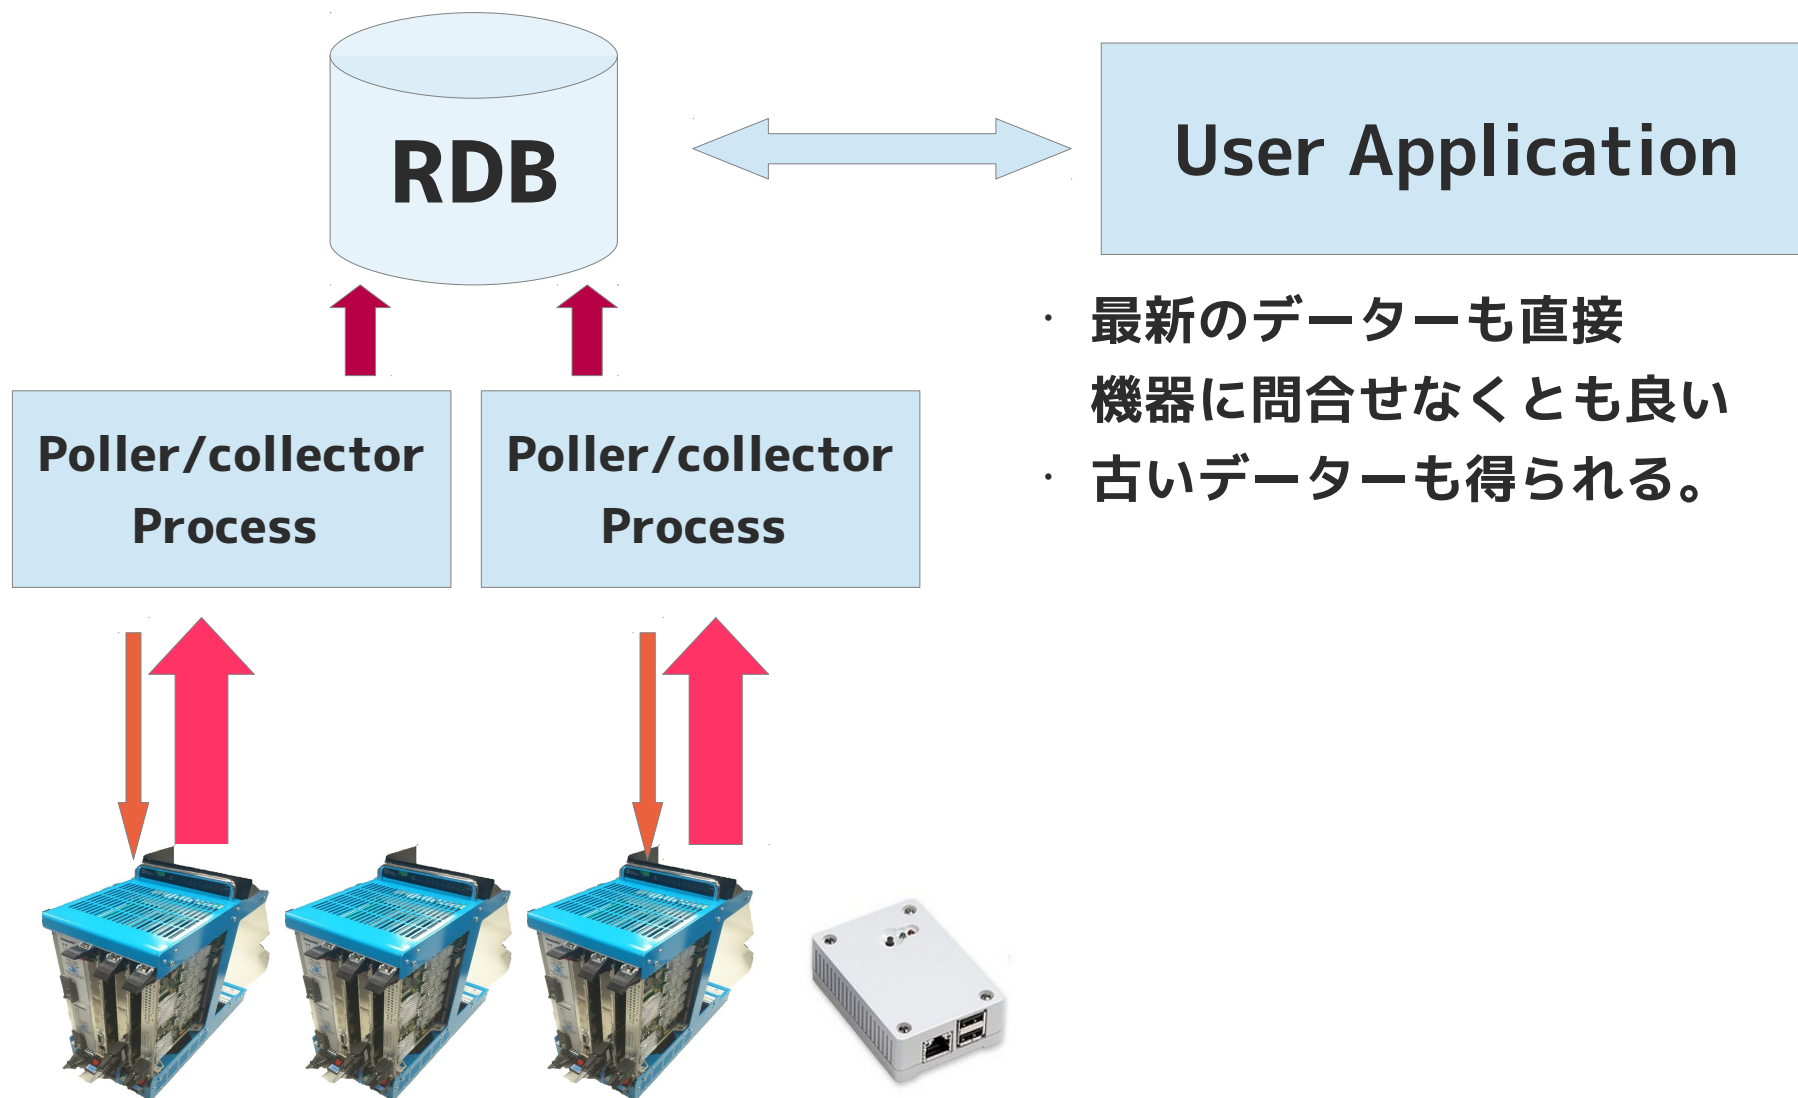 RDB
User Application
・ 最新のデーターも直接
機器に問合せなくとも良い
・ 古いデーターも得られる。
Poller/collector
Process
Poller/collector
Process